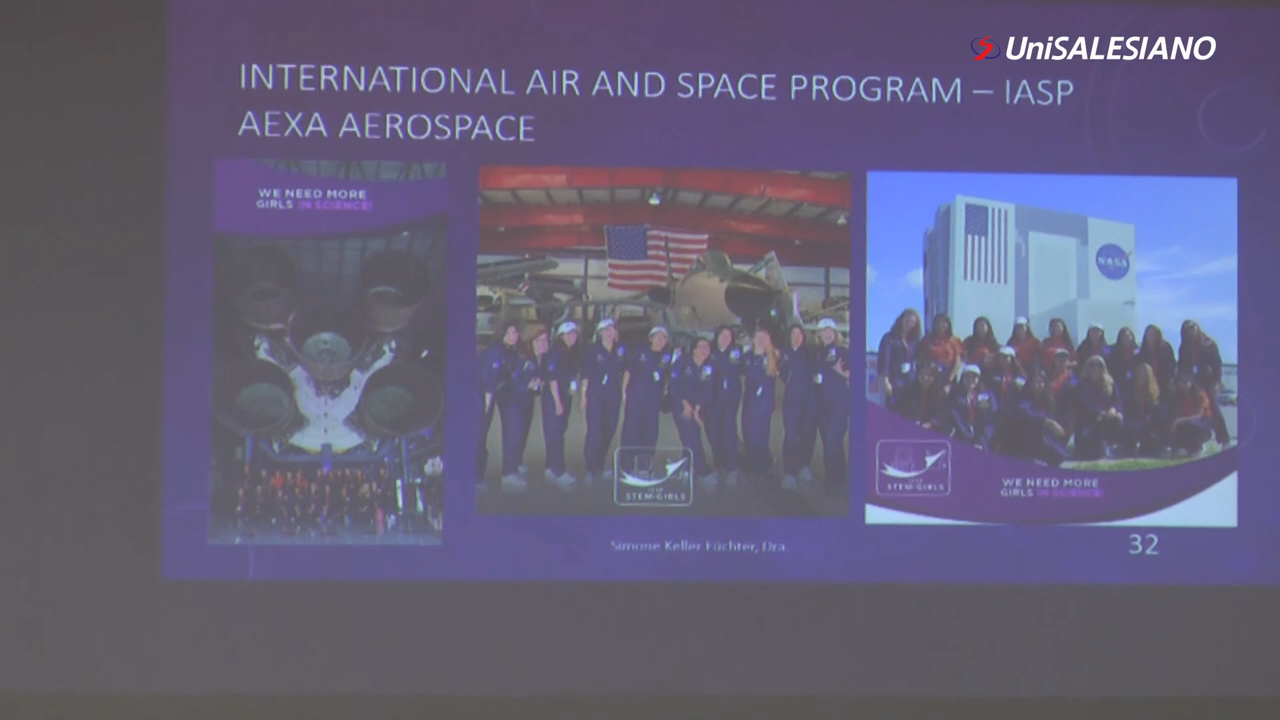 UniSALESIANO
INTERNATIONAL AIR AND SPACE PROGRAM – IASP
AEXA AEROSPACE
WE NEED MORE
GIRLS IN SCIENCE!
NASA
STEM-GIRLS
STEM-GIRLS
WE NEED MORE
GIRLS IN SCIENCE!
Simone Keller Füchter, Dra.
32